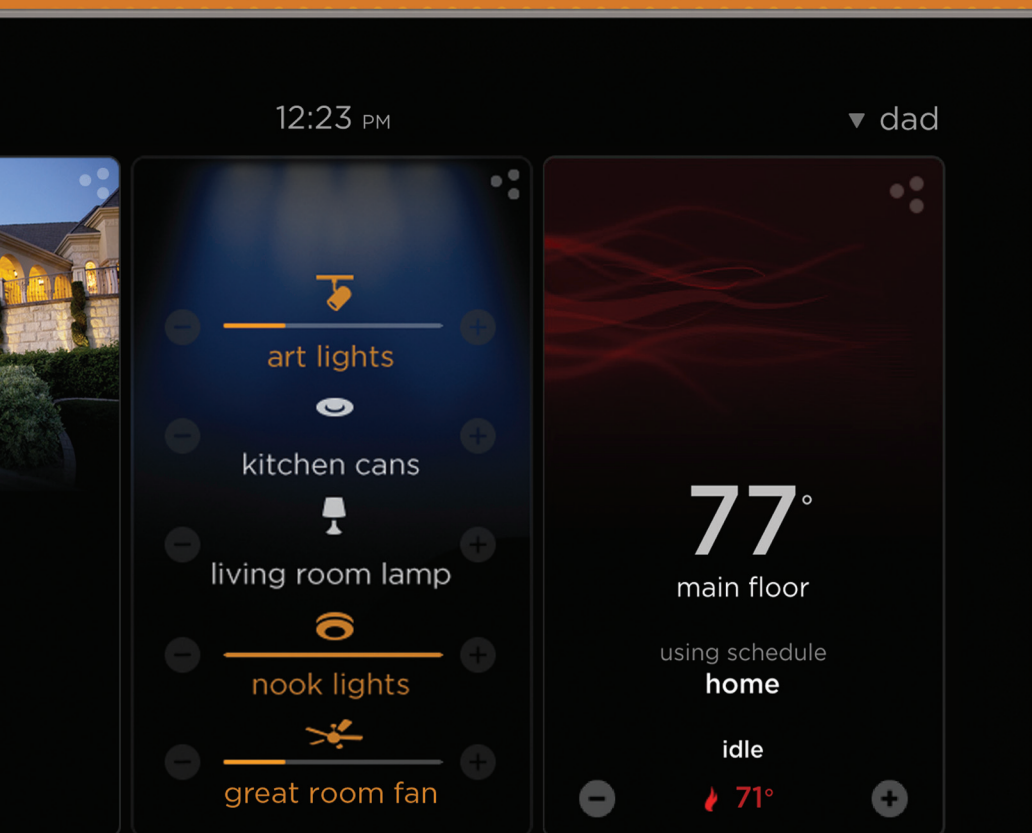 12:23 PM
dad
art lights
kitchen cans
living room lamp
nook lights
great room fan
77°
main floor
using schedule
home
idle
71°